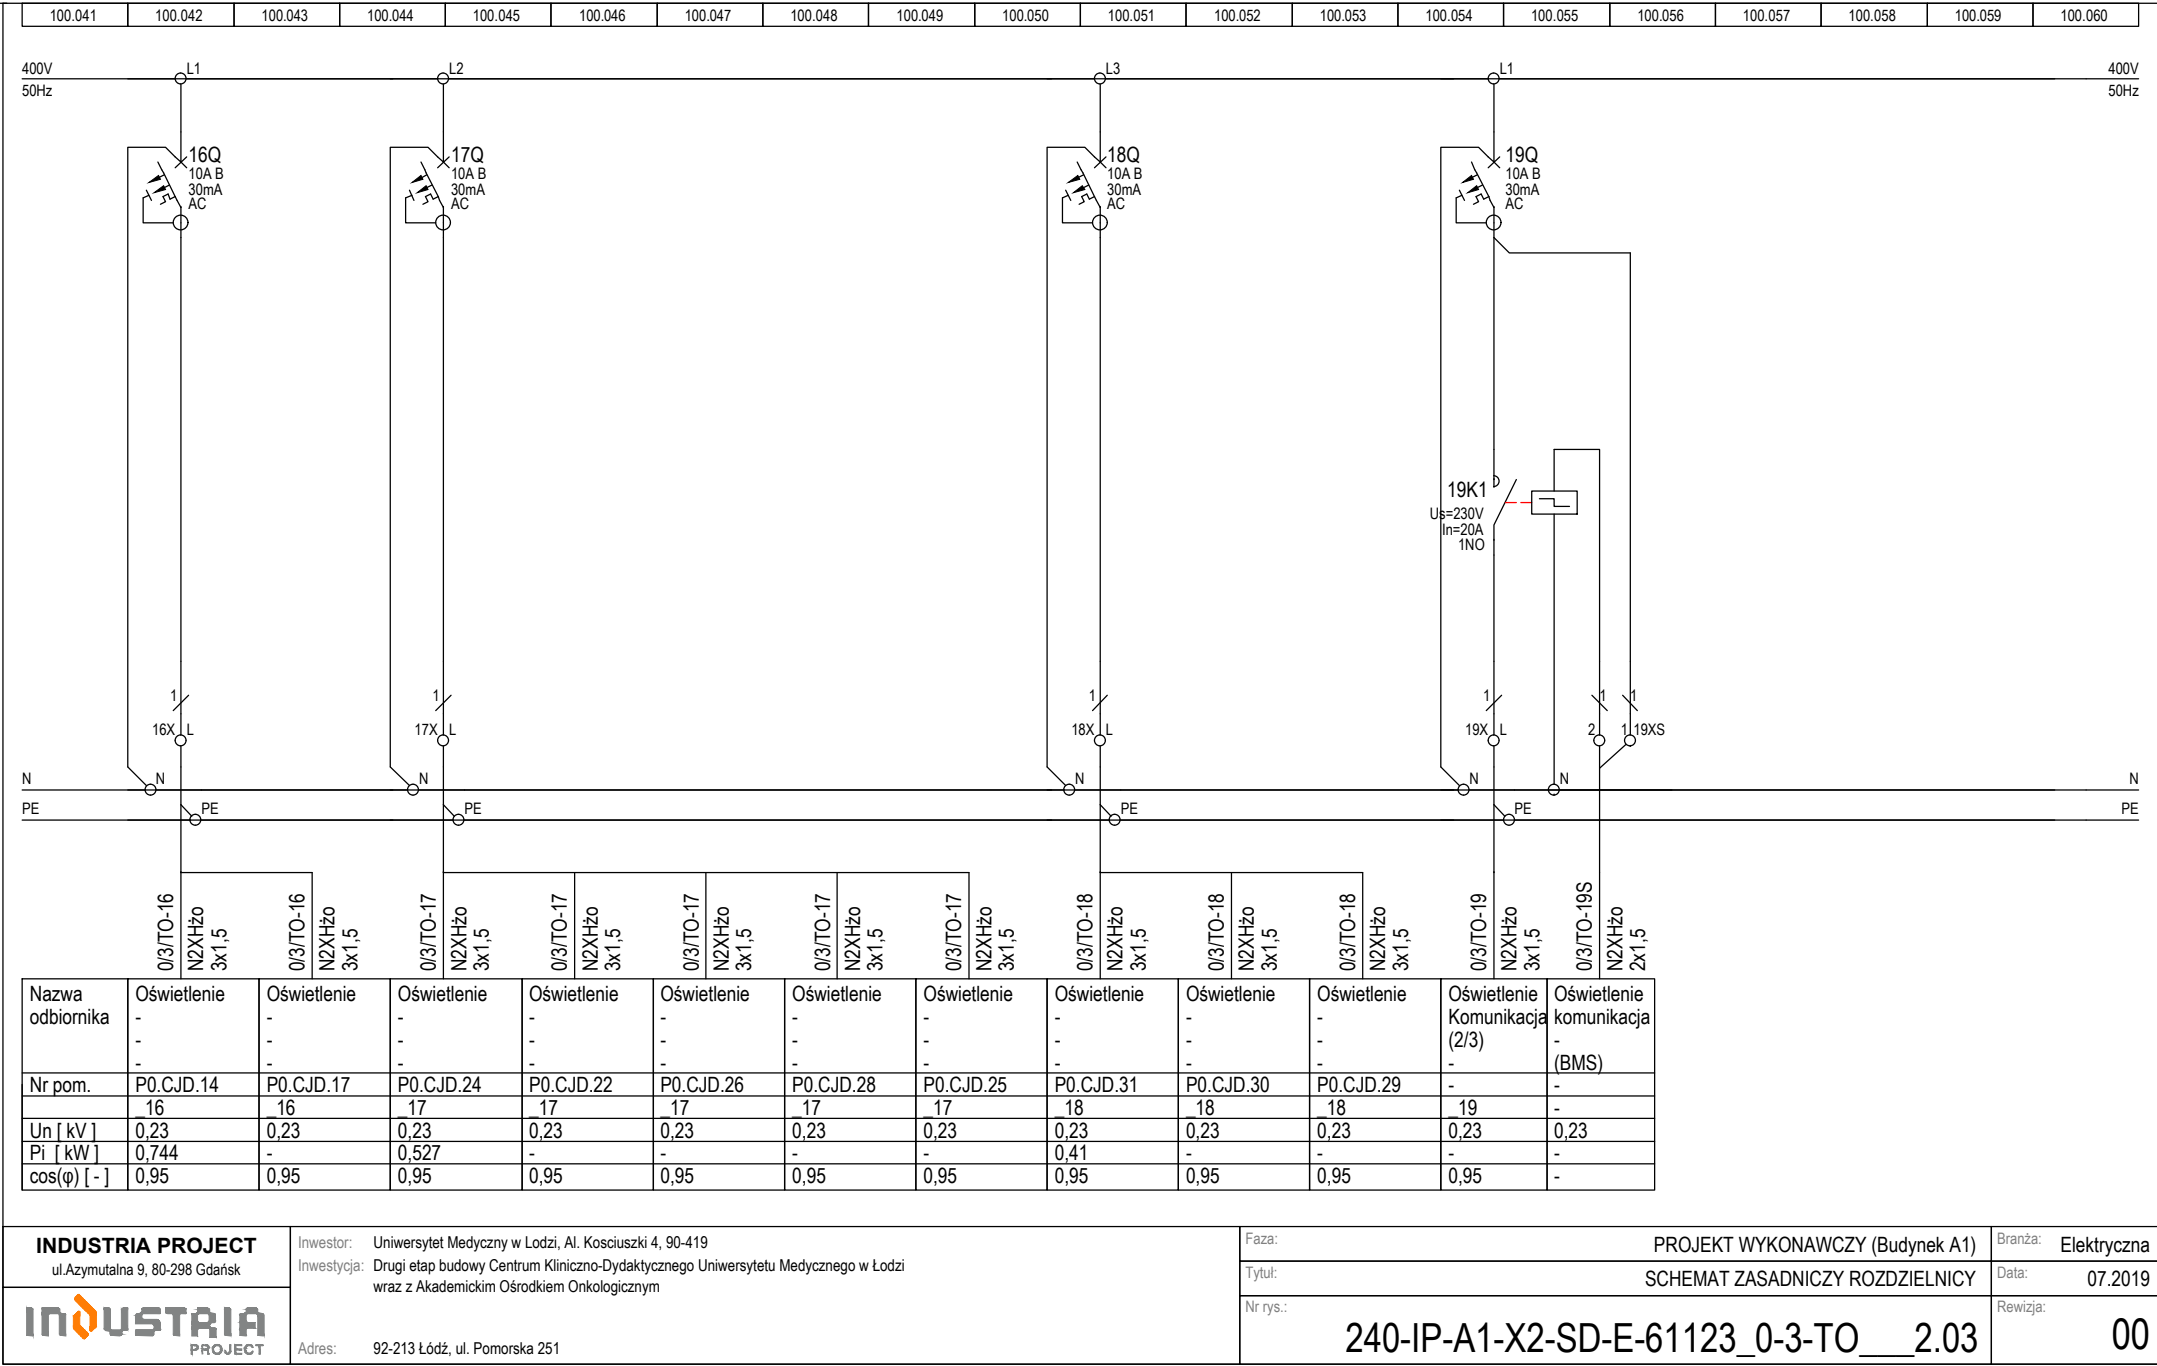 100.041 100.042 100.043 100.044 100.045 100.046 100.047 100.048 100.049 100.050 100.051 100.052 100.053 100.054 100.055 100.056 100.057 100.058 100.059 100.060
400V L1 L2 L3 L1 400V
50Hz 50Hz
16Q 17Q 18Q 19Q
10A B 10A B 10A B 10A B
30mA 30mA 30mA 30mA
AC AC AC AC
19K1
Us=230V
In=20A
1NO
1 1 1 1 1 1
16X L 17X L 18X L 19X L 2 1 19XS
N N N N N N N
PE PE PE PE PE PE
0/3/TO-16 N2XHżo 3x1,5
0/3/TO-16 N2XHżo 3x1,5
0/3/TO-17 N2XHżo 3x1,5
0/3/TO-17 N2XHżo 3x1,5
0/3/TO-17 N2XHżo 3x1,5
0/3/TO-17 N2XHżo 3x1,5
0/3/TO-17 N2XHżo 3x1,5
0/3/TO-18 N2XHżo 3x1,5
0/3/TO-18 N2XHżo 3x1,5
0/3/TO-18 N2XHżo 3x1,5
0/3/TO-19 N2XHżo 3x1,5
0/3/TO-19S N2XHżo 2x1,5
Nazwa Oświetlenie Oświetlenie Oświetlenie Oświetlenie Oświetlenie Oświetlenie Oświetlenie Oświetlenie Oświetlenie Oświetlenie Oświetlenie Oświetlenie
odbiornika - - - - - - - - - - Komunikacja komunikacja
- - - - - - - - - - (2/3) -
- - - - - - - - - - - (BMS)
Nr pom. P0.CJD.14 P0.CJD.17 P0.CJD.24 P0.CJD.22 P0.CJD.26 P0.CJD.28 P0.CJD.25 P0.CJD.31 P0.CJD.30 P0.CJD.29 - -
_16 _16 _17 _17 _17 _17 _17 _18 _18 _18 _19 -
Un [ kV ] 0,23 0,23 0,23 0,23 0,23 0,23 0,23 0,23 0,23 0,23 0,23 0,23
Pi [ kW ] 0,744 - 0,527 - - - - 0,41 - - - -
cos(φ) [ - ] 0,95 0,95 0,95 0,95 0,95 0,95 0,95 0,95 0,95 0,95 0,95 -
INDUSTRIA PROJECT
ul.Azymutalna 9, 80-298 Gdańsk
INDUSTRIA
PROJECT
Inwestor: Uniwersytet Medyczny w Lodzi, Al. Kosciuszki 4, 90-419
Inwestycja: Drugi etap budowy Centrum Kliniczno-Dydaktycznego Uniwersytetu Medycznego w Łodzi
wraz z Akademickim Ośrodkiem Onkologicznym
Adres: 92-213 Łódź, ul. Pomorska 251
Faza: PROJEKT WYKONAWCZY (Budynek A1)
Tytuł: SCHEMAT ZASADNICZY ROZDZIELNICY
Nr rys.: 240-IP-A1-X2-SD-E-61123_0-3-TO___2.03
Branża: Elektryczna
Data: 07.2019
Rewizja: 00